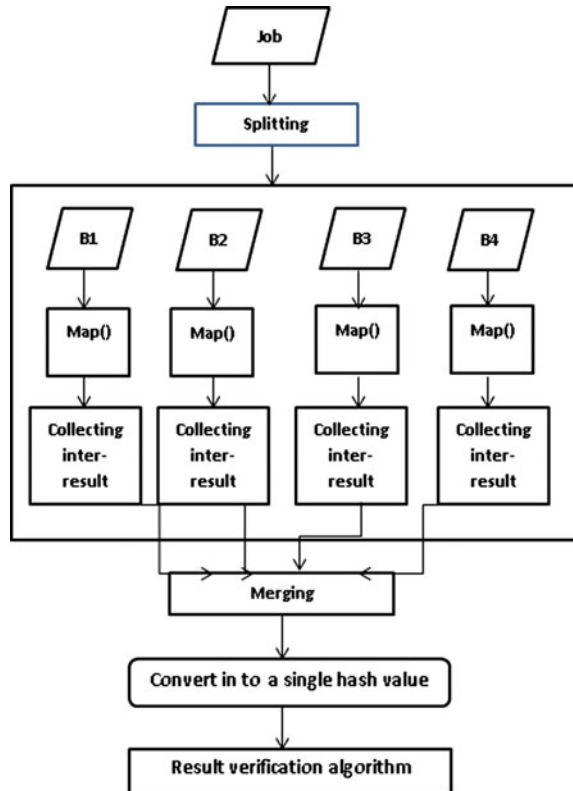 Job
Splitting
B1 B2 B3 B4
Map() Map() Map() Map()
Collecting Collecting Collecting Collecting
inter- inter- inter- inter-
result result result result
Merging
Convert in to a single hash value
Result verification algorithm